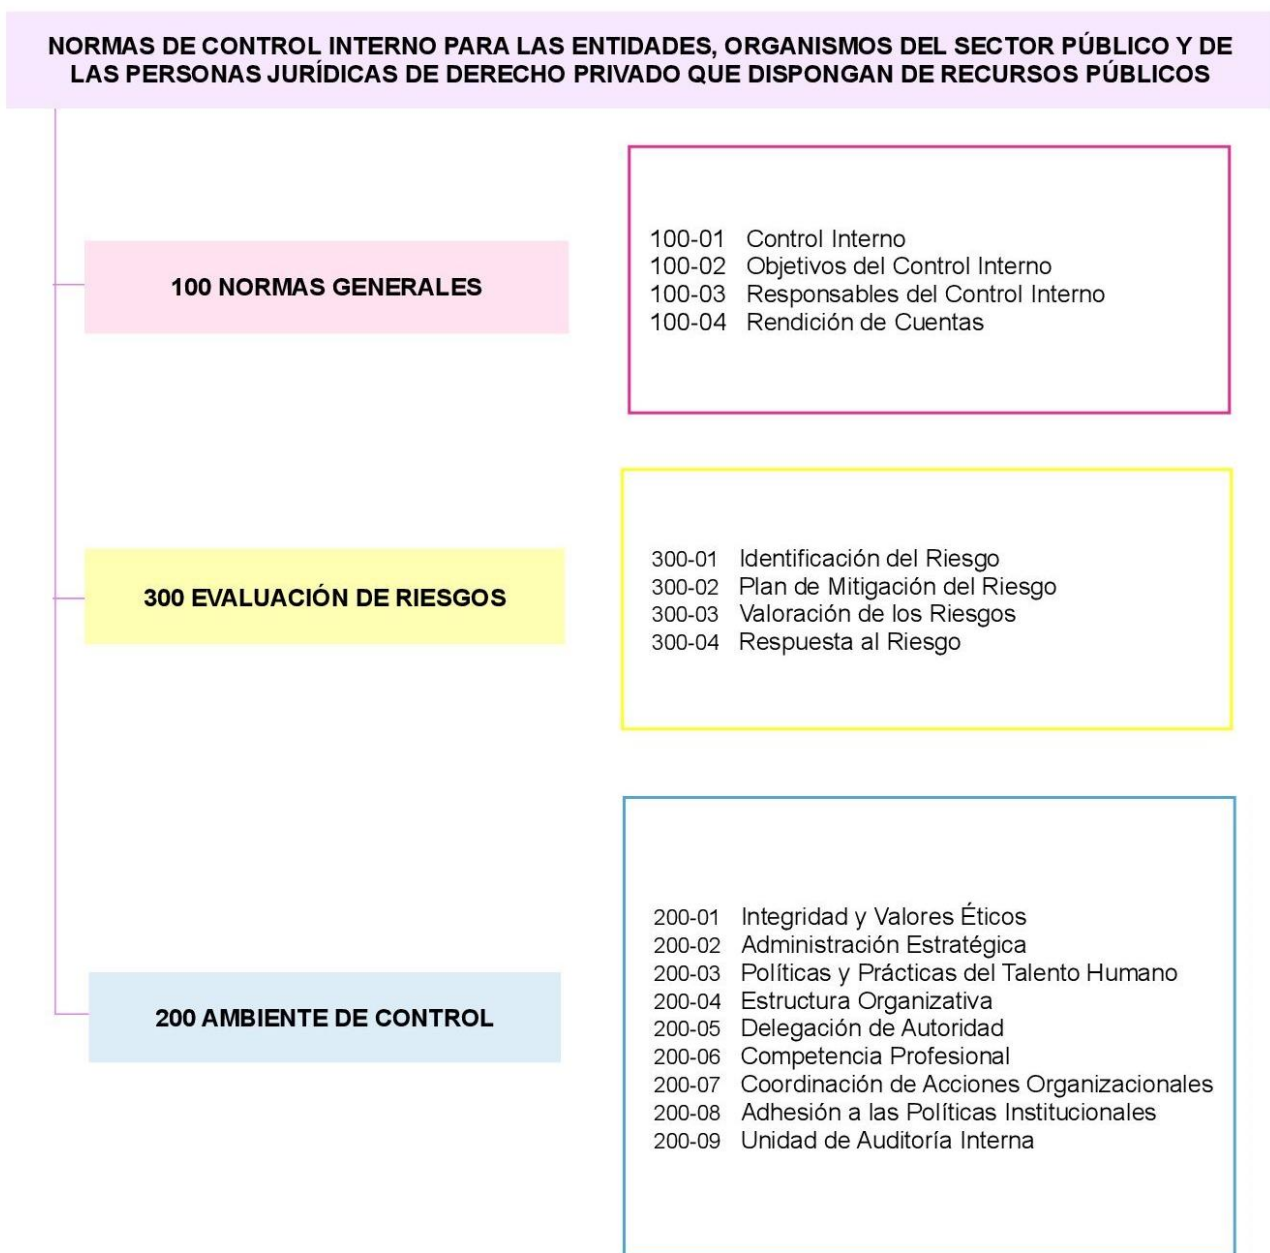 NORMAS DE CONTROL INTERNO PARA LAS ENTIDADES, ORGANISMOS DEL SECTOR PÚBLICO Y DE
LAS PERSONAS JURÍDICAS DE DERECHO PRIVADO QUE DISPONGAN DE RECURSOS PÚBLICOS
100 NORMAS GENERALES
100-01 Control Interno
100-02 Objetivos del Control Interno
100-03 Responsables del Control Interno
100-04 Rendición de Cuentas
300 EVALUACIÓN DE RIESGOS
300-01 Identificación del Riesgo
300-02 Plan de Mitigación del Riesgo
300-03 Valoración de los Riesgos
300-04 Respuesta al Riesgo
200 AMBIENTE DE CONTROL
200-01 Integridad y Valores Éticos
200-02 Administración Estratégica
200-03 Políticas y Prácticas del Talento Humano
200-04 Estructura Organizativa
200-05 Delegación de Autoridad
200-06 Competencia Profesional
200-07 Coordinación de Acciones Organizacionales
200-08 Adhesión a las Políticas Institucionales
200-09 Unidad de Auditoría Interna